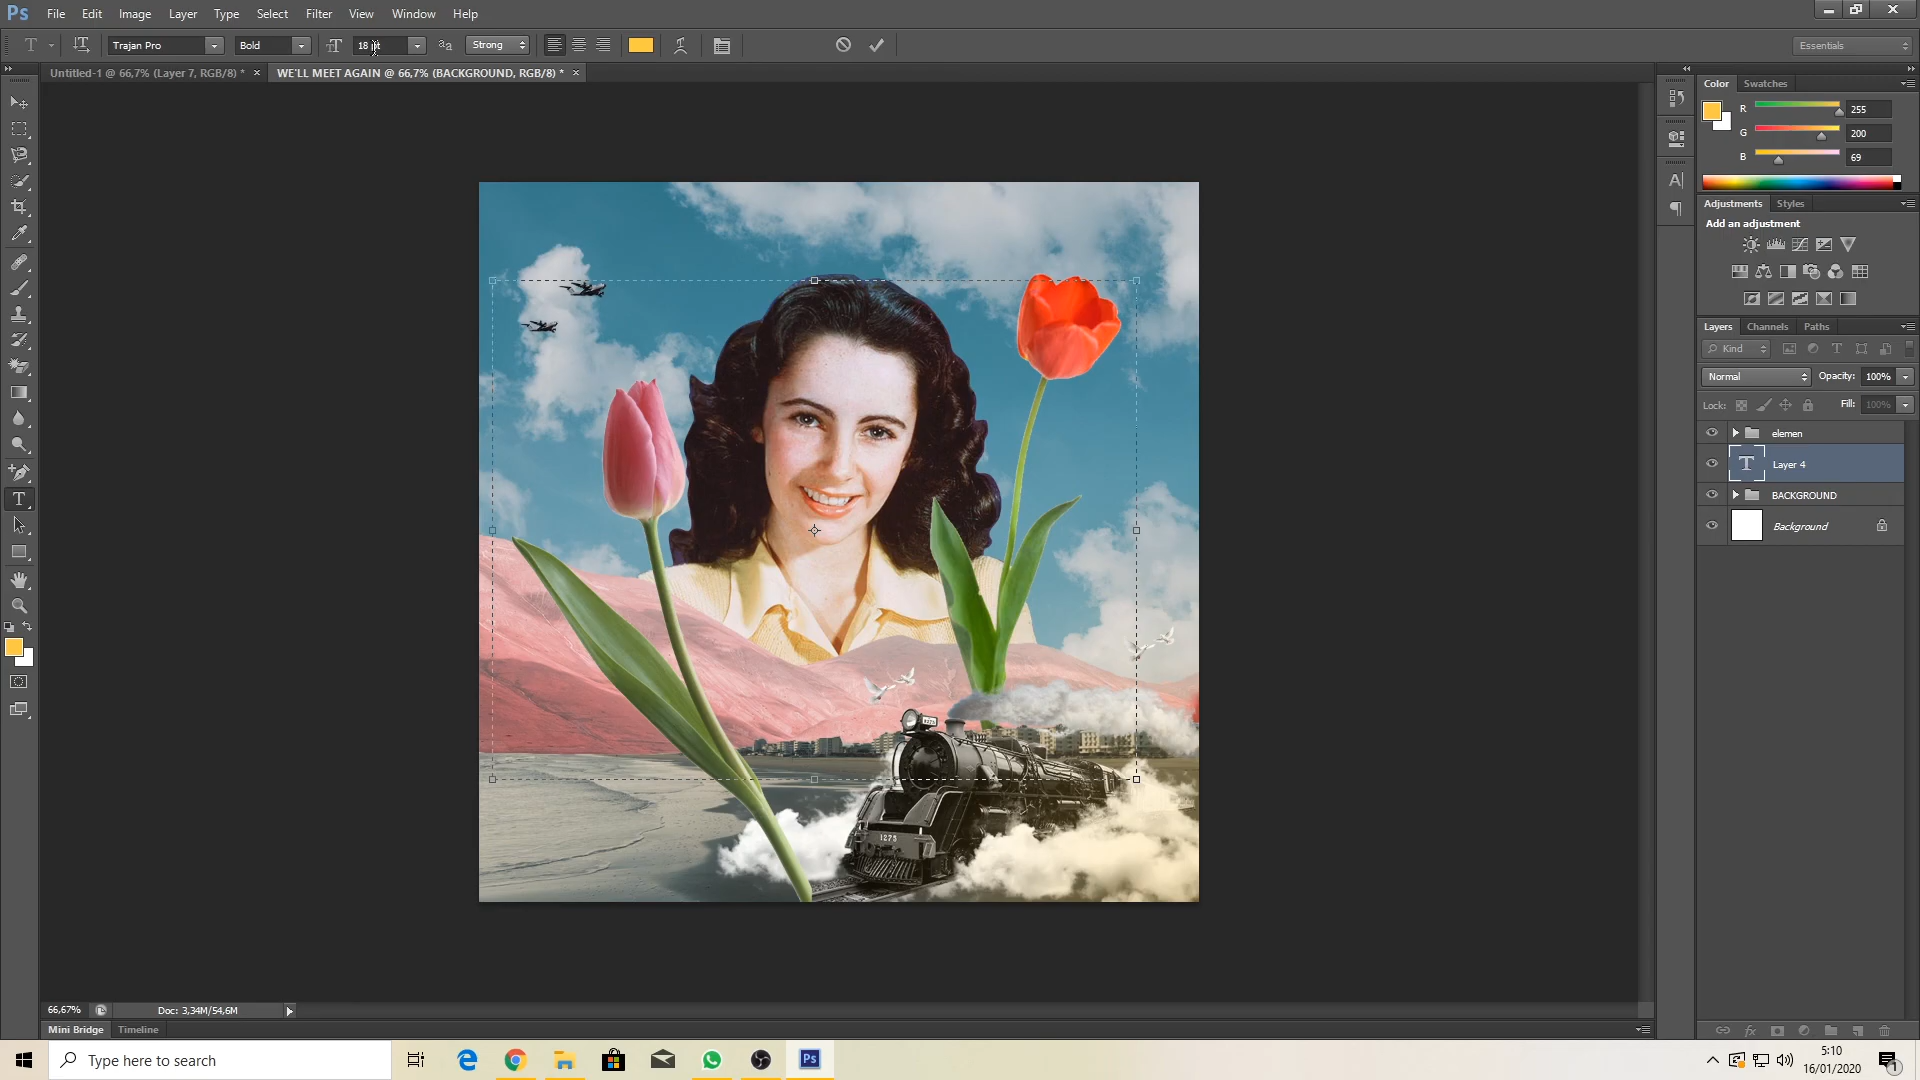 Ps File Edit Image Layer Type Select Filter View Window Help
T Trajan Pro Bold 18 pt Strong Essentials
Untitled-1 @ 66,7% (Layer 7, RGB/8) * × WE'LL MEET AGAIN @ 66,7% (BACKGROUND, RGB/8) * ×
Color Swatches
R 255
G 200
B 69
Adjustments Styles
Add an adjustment
Layers Channels Paths
Kind
Normal Opacity: 100%
Lock: Fill: 100%
elemen
Layer 4
BACKGROUND
Background
1275
66,67% Doc: 3,34M/54,6M
Mini Bridge Timeline
Type here to search
5:10
16/01/2020
1